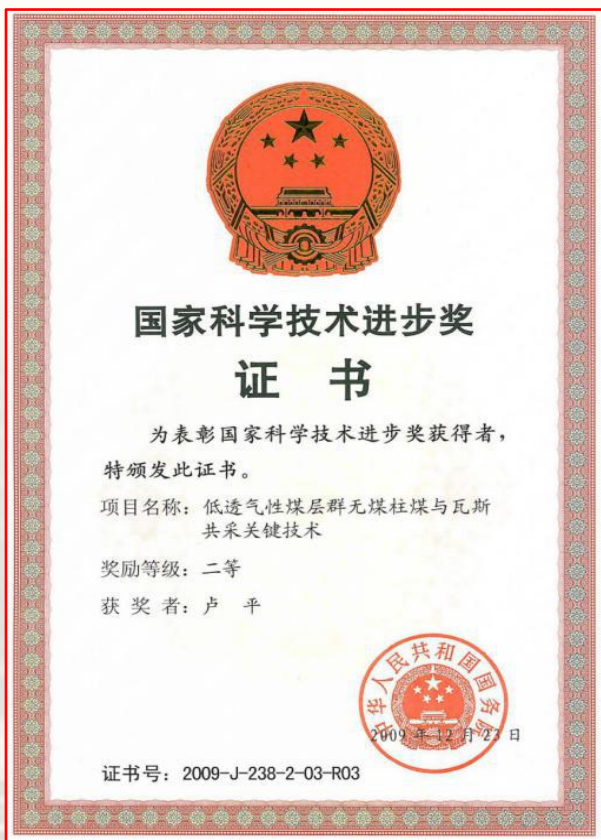 国家科学技术进步奖
证 书
为表彰国家科学技术进步奖获得者，
特颁发此证书。
项目名称：低透气性煤层群无煤柱煤与瓦斯
共采关键技术
奖励等级：二等
获 奖 者：卢 平
中华人民共和国国务院
2009 年 12 月 23 日
证书号：2009-J-238-2-03-R03